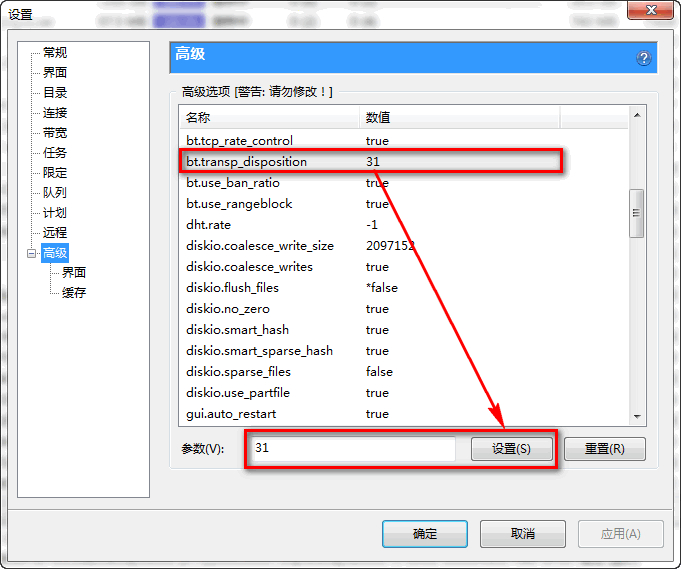 设置
常规
界面
目录
连接
带宽
任务
限定
队列
计划
远程
高级
界面
缓存
高级
?
高级选项 [警告: 请勿修改！]
名称 数值
bt.tcp_rate_control true
bt.transp_disposition 31
bt.use_ban_ratio true
bt.use_rangeblock true
dht.rate -1
diskio.coalesce_write_size 2097152
diskio.coalesce_writes true
diskio.flush_files *false
diskio.no_zero true
diskio.smart_hash true
diskio.smart_sparse_hash true
diskio.sparse_files false
diskio.use_partfile true
gui.auto_restart true
参数(V): 31 设置(S) 重置(R)
确定 取消 应用(A)